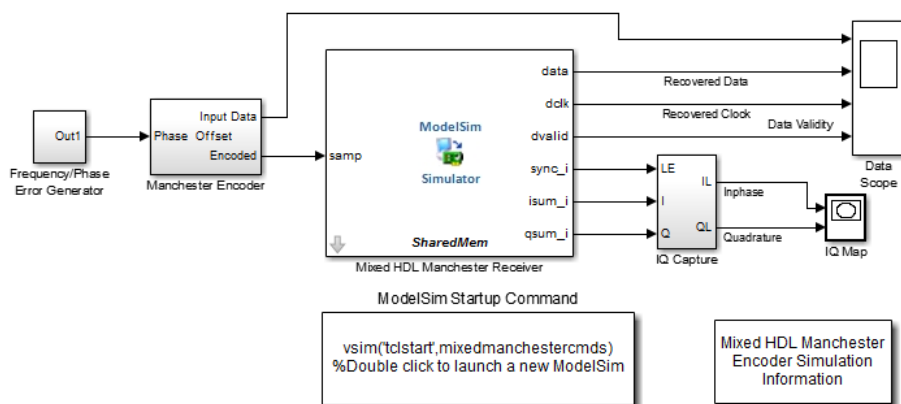 Out1
Frequency/Phase
Error Generator
Input Data
Phase Offset
Encoded
Manchester Encoder
samp
ModelSim
Simulator
SharedMem
data
dclk
dvalid
sync_i
isum_i
qsum_i
Mixed HDL Manchester Receiver
Recovered Data
Recovered Clock
Data Validity
Data
Scope
LE
I
Q
IL
QL
IQ Capture
Inphase
Quadrature
IQ Map
ModelSim Startup Command
vsim('tclstart',mixedmanchestercmds)
%Double click to launch a new ModelSim
Mixed HDL Manchester
Encoder Simulation
Information